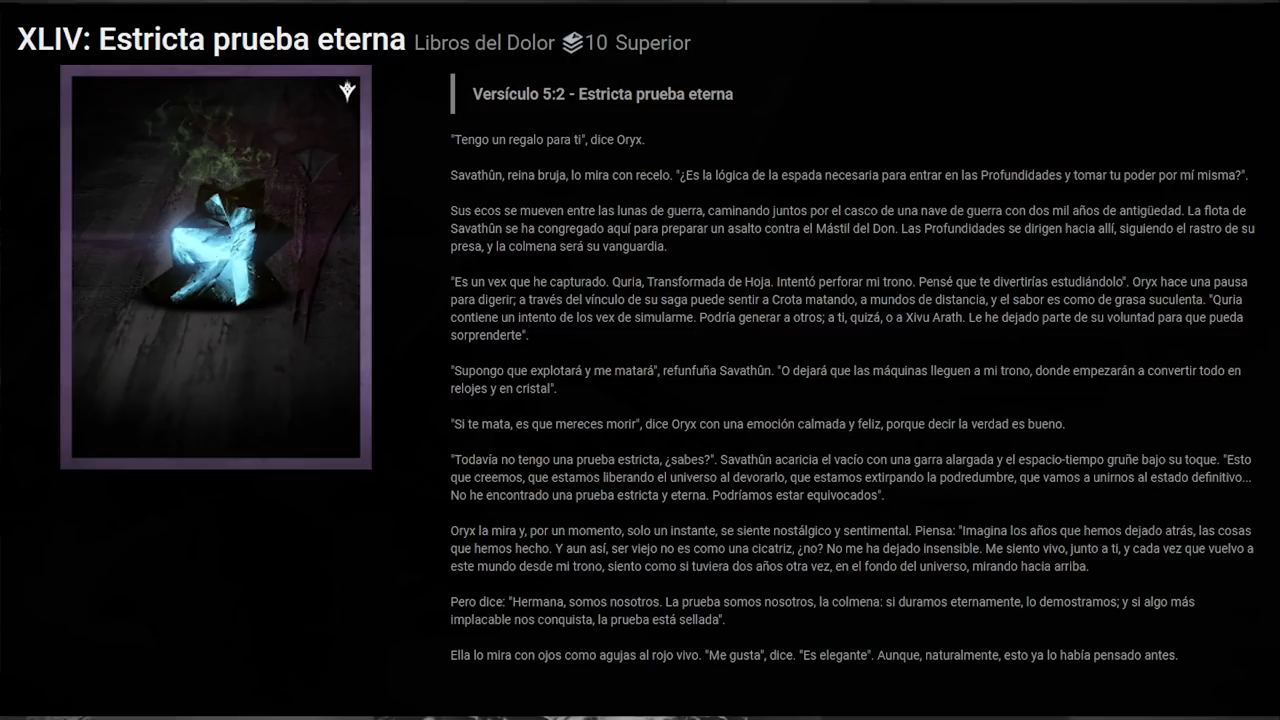 XLIV: Estricta prueba eterna Libros del Dolor 10 Superior
Versículo 5:2 - Estricta prueba eterna
"Tengo un regalo para ti", dice Oryx.
Savathûn, reina bruja, lo mira con recelo. "¿Es la lógica de la espada necesaria para entrar en las Profundidades y tomar tu poder por mí misma?".
Sus ecos se mueven entre las lunas de guerra, caminando juntos por el casco de una nave de guerra con dos mil años de antigüedad. La flota de
Savathûn se ha congregado aquí para preparar un asalto contra el Mástil del Don. Las Profundidades se dirigen hacia allí, siguiendo el rastro de su
presa, y la colmena será su vanguardia.
"Es un vex que he capturado. Quria, Transformada de Hoja. Intentó perforar mi trono. Pensé que te divertirías estudiándolo". Oryx hace una pausa
para digerir; a través del vínculo de su saga puede sentir a Crota matando, a mundos de distancia, y el sabor es como de grasa suculenta. "Quria
contiene un intento de los vex de simularme. Podría generar a otros; a ti, quizá, o a Xivu Arath. Le he dejado parte de su voluntad para que pueda
sorprenderte".
"Supongo que explotará y me matará", refunfuña Savathûn. "O dejará que las máquinas lleguen a mi trono, donde empezarán a convertir todo en
relojes y en cristal".
"Si te mata, es que mereces morir", dice Oryx con una emoción calmada y feliz, porque decir la verdad es bueno.
"Todavía no tengo una prueba estricta, ¿sabes?". Savathûn acaricia el vacío con una garra alargada y el espacio-tiempo gruñe bajo su toque. "Esto
que creemos, que estamos liberando el universo al devorarlo, que estamos extirpando la podredumbre, que vamos a unirnos al estado definitivo...
No he encontrado una prueba estricta y eterna. Podríamos estar equivocados".
Oryx la mira y, por un momento, solo un instante, se siente nostálgico y sentimental. Piensa: "Imagina los años que hemos dejado atrás, las cosas
que hemos hecho. Y aun así, ser viejo no es como una cicatriz, ¿no? No me ha dejado insensible. Me siento vivo, junto a ti, y cada vez que vuelvo a
este mundo desde mi trono, siento como si tuviera dos años otra vez, en el fondo del universo, mirando hacia arriba.
Pero dice: "Hermana, somos nosotros. La prueba somos nosotros, la colmena: si duramos eternamente, lo demostramos; y si algo más
implacable nos conquista, la prueba está sellada".
Ella lo mira con ojos como agujas al rojo vivo. "Me gusta", dice. "Es elegante". Aunque, naturalmente, esto ya lo había pensado antes.